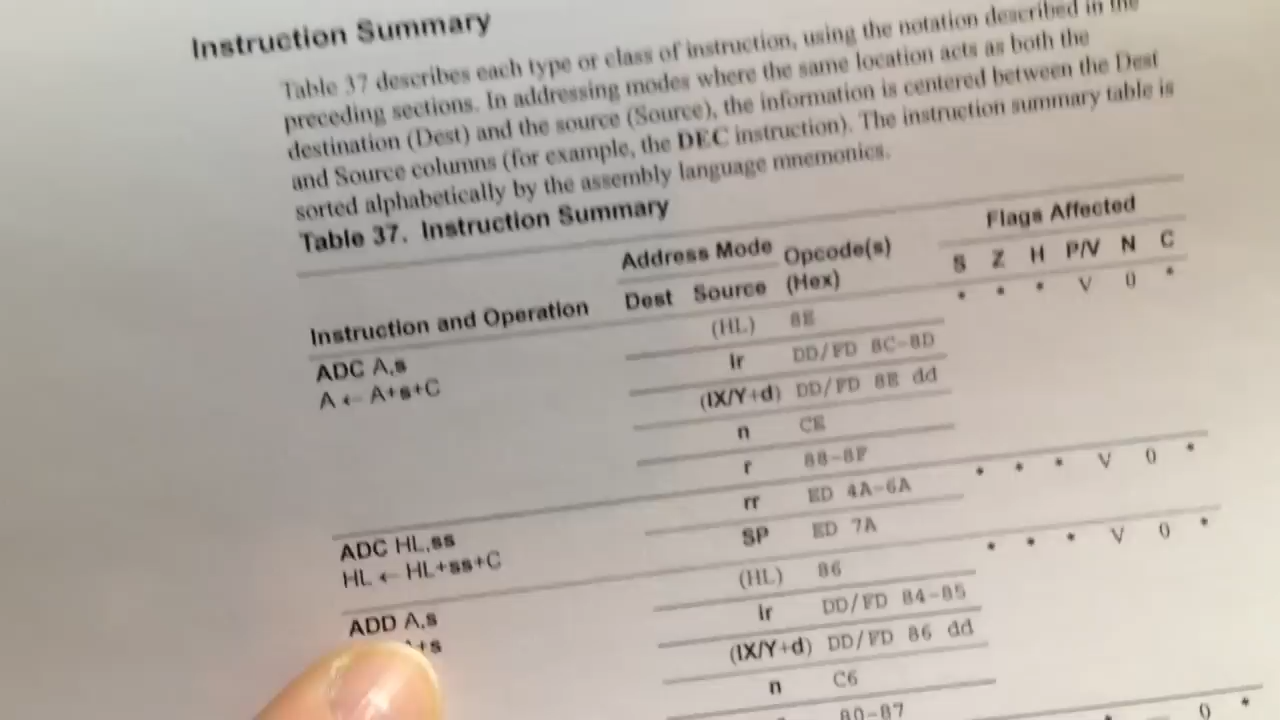 Instruction Summary
Table 37 describes each type or class of instruction, using the notation described in the
preceding sections. In addressing modes where the same location acts as both the
destination (Dest) and the source (Source), the information is centered between the Dest
and Source columns (for example, the DEC instruction). The instruction summary table is
sorted alphabetically by the assembly language mnemonics.
Table 37. Instruction Summary
Instruction and Operation Address Mode Opcode(s) (Hex) Flags Affected
Dest Source S Z H P/V N C
ADC A,s (HL) 8E * * * V 0 *
A ← A+s+C Ir DD/FD 8C-8D
(IX/Y+d) DD/FD 8E dd
n CE
r 88-8F
ADC HL,ss rr ED 4A-6A * * * V 0 *
HL ← HL+ss+C SP ED 7A
ADD A,s (HL) 86 * * * V 0 *
+s Ir DD/FD 84-85
(IX/Y+d) DD/FD 86 dd
n C6
80-87
0 *